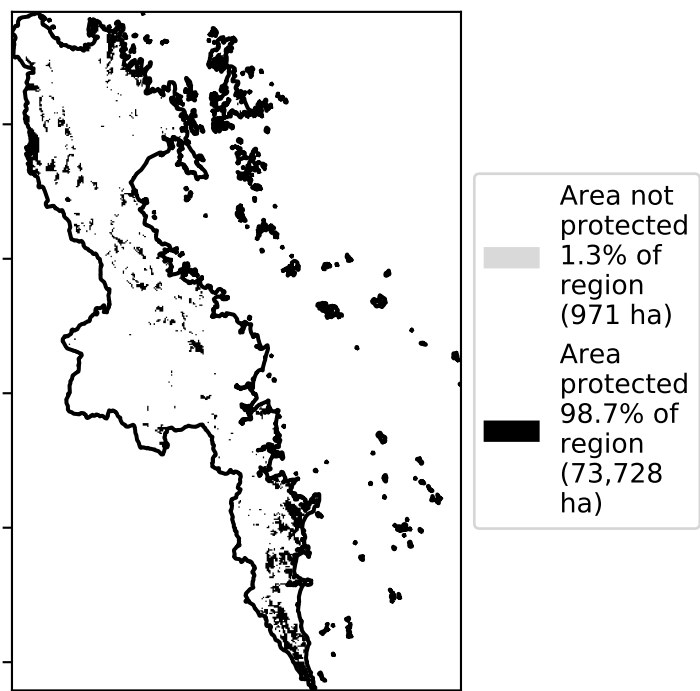 Area not
protected
1.3% of
region
(971 ha)
Area
protected
98.7% of
region
(73,728
ha)